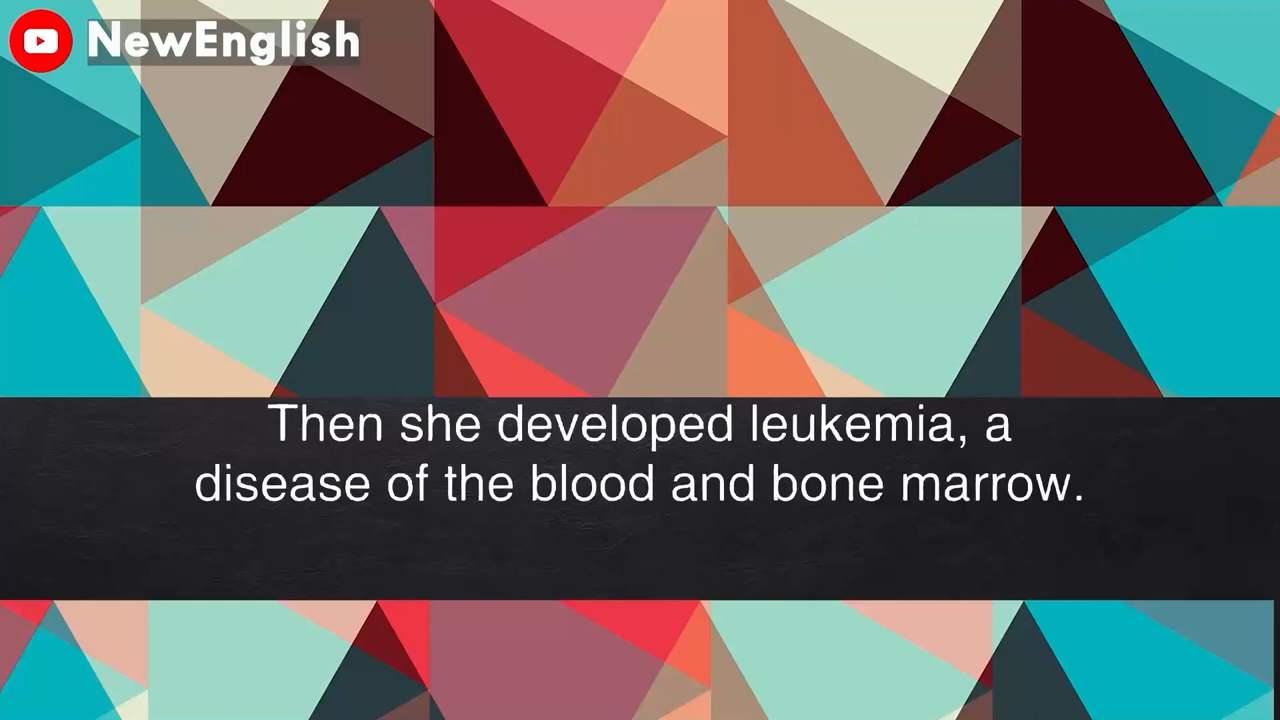 NewEnglish
Then she developed leukemia, a
disease of the blood and bone marrow.